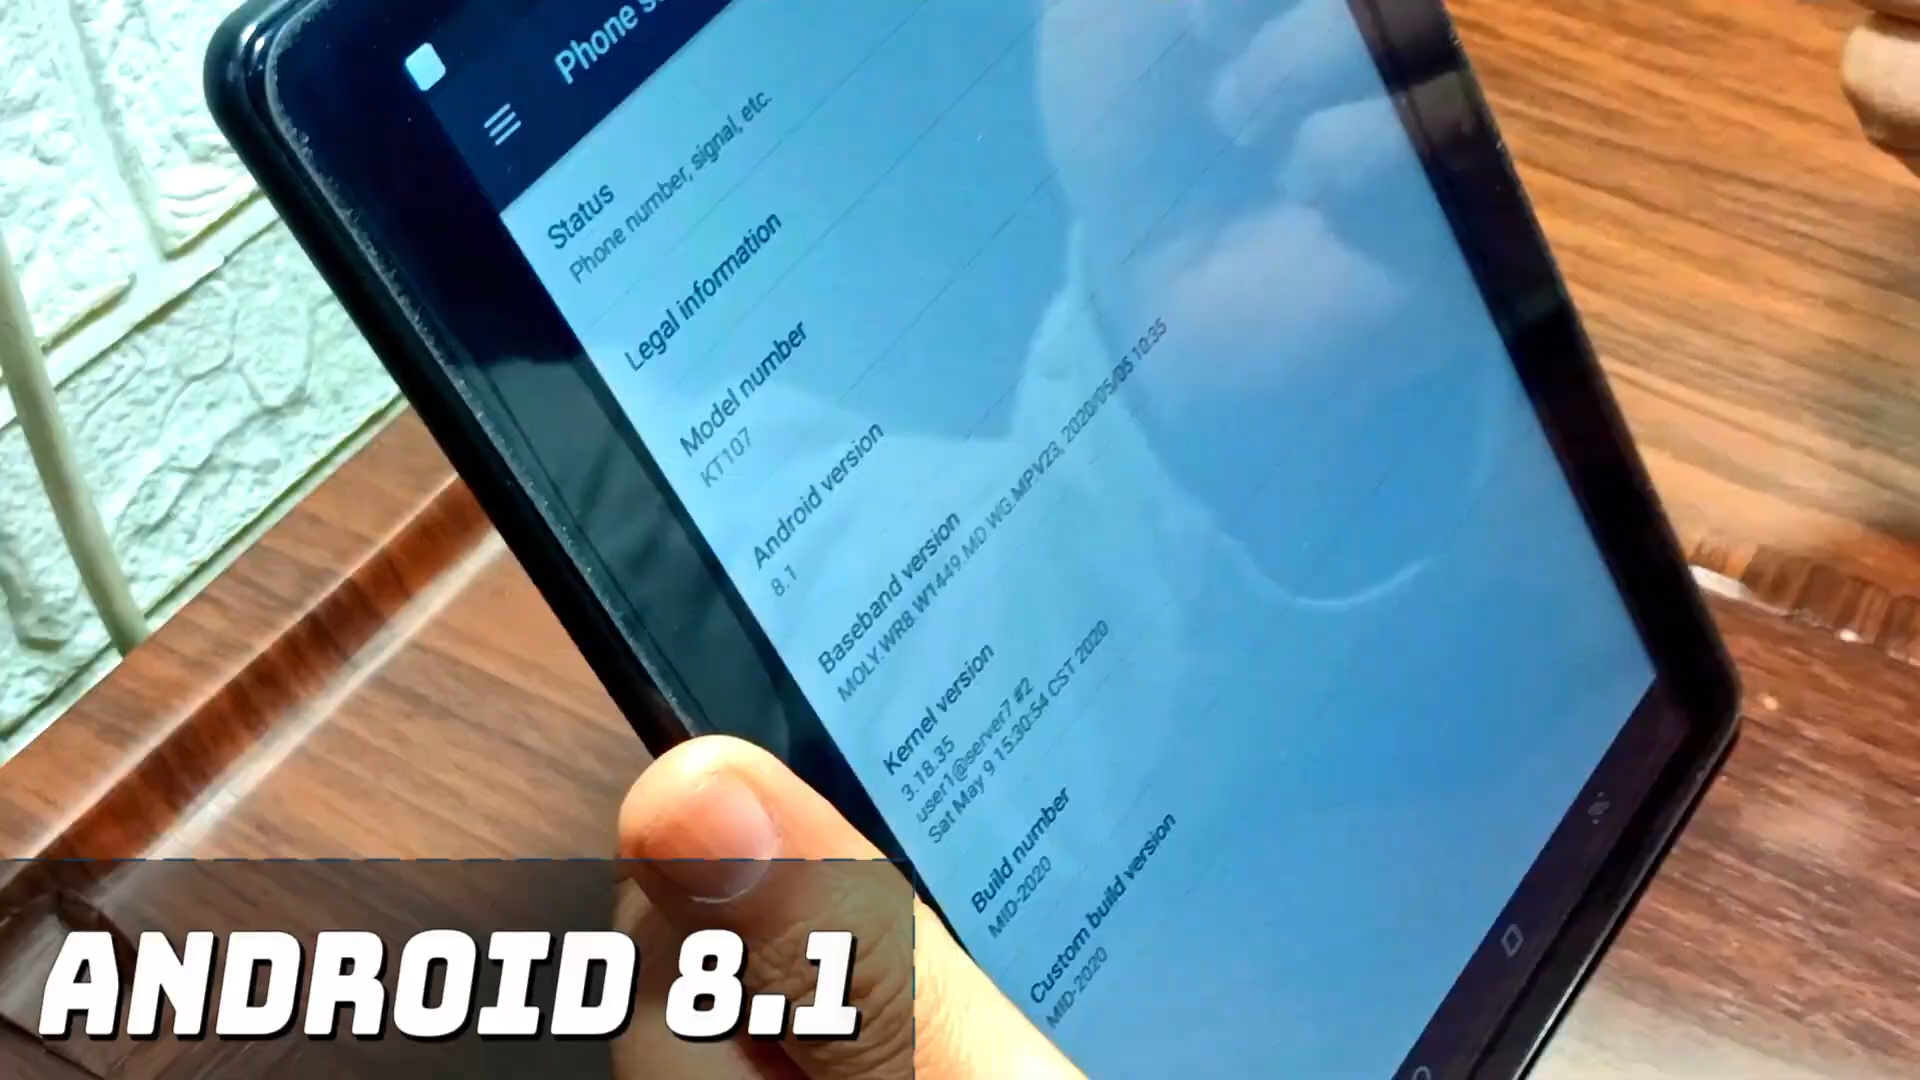 Phone
Status
Phone number, signal, etc.
Legal information
Model number
KT107
Android version
8.1
Baseband version
MOLY.WR8.W1449.MD.WG.MP.V23, 2020/05/05 10:35
Kernel version
3.18.35
user1@server7 #2
Sat May 9 15:30:54 CST 2020
Build number
MID-2020
Custom build version
MID-2020
ANDROID 8.1